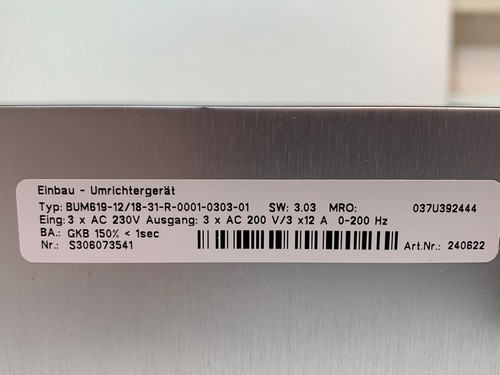 Einbau - Umrichtergerät
Typ: BUM619-12/18-31-R-0001-0303-01 SW: 3.03 MRO: 037U392444
Eing:3 x AC 230V Ausgang: 3 x AC 200 V/3 x12 A 0-200 Hz
BA.: GKB 150% < 1sec
Nr.: S306073541 Art.Nr.: 240622